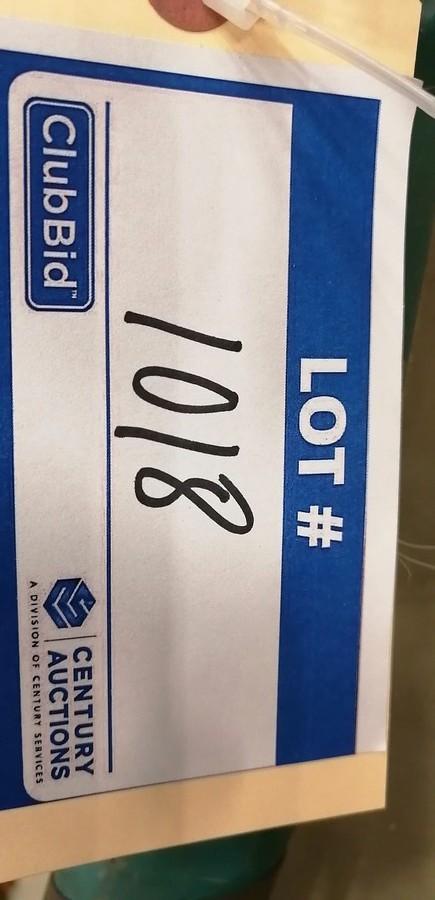 LOT #
1018
ClubBid™
CENTURY
AUCTIONS
A DIVISION OF CENTURY SERVICES